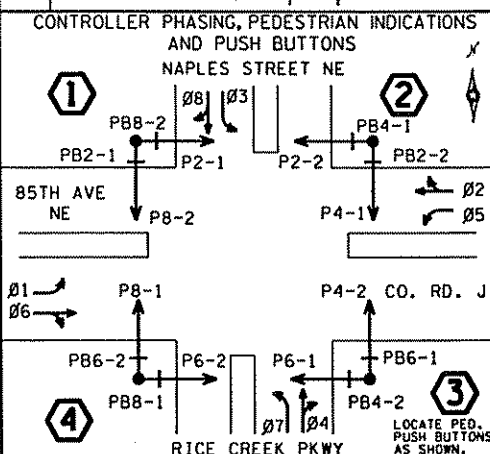 CONTROLLER PHASING, PEDESTRIAN INDICATIONS
AND PUSH BUTTONS
NAPLES STREET NE
N
1
2
Ø8 Ø3
PB8-2
PB4-1
PB2-1
P2-1
P2-2
PB2-2
85TH AVE
NE
P8-2
P4-1
Ø2
Ø5
Ø1
Ø6
P8-1
P4-2
CO. RD. J
PB6-2
P6-2
P6-1
PB6-1
PB8-1
PB4-2
4
3
Ø7 Ø4
RICE CREEK PKWY
LOCATE PED.
PUSH BUTTONS
AS SHOWN.